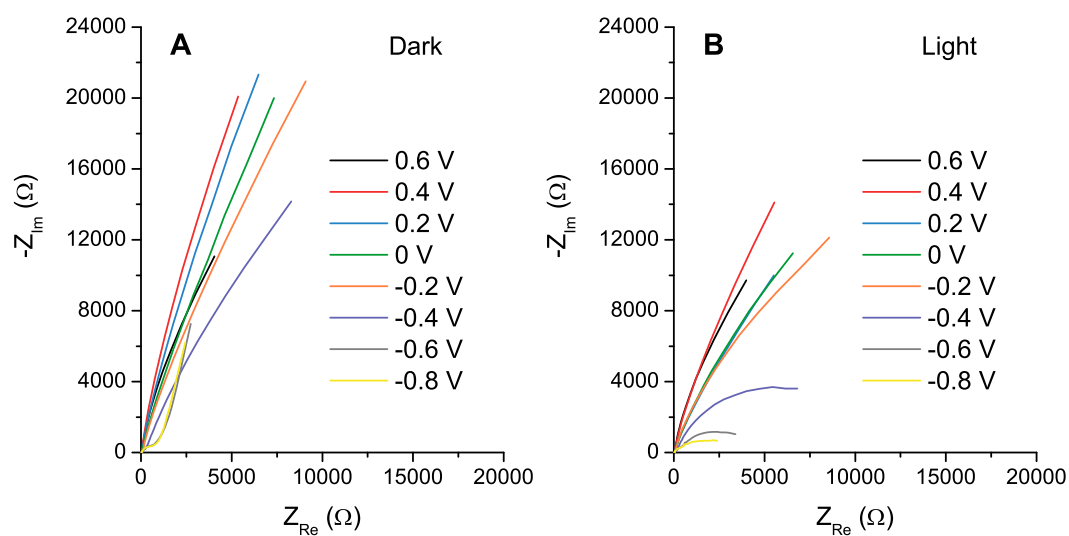 A
Dark
24000
20000
16000
12000
8000
4000
0
-Z_Im (Ω)
0.6 V
0.4 V
0.2 V
0 V
-0.2 V
-0.4 V
-0.6 V
-0.8 V
0 5000 10000 15000 20000
Z_Re (Ω)
B
Light
24000
20000
16000
12000
8000
4000
0
-Z_Im (Ω)
0.6 V
0.4 V
0.2 V
0 V
-0.2 V
-0.4 V
-0.6 V
-0.8 V
0 5000 10000 15000 20000
Z_Re (Ω)